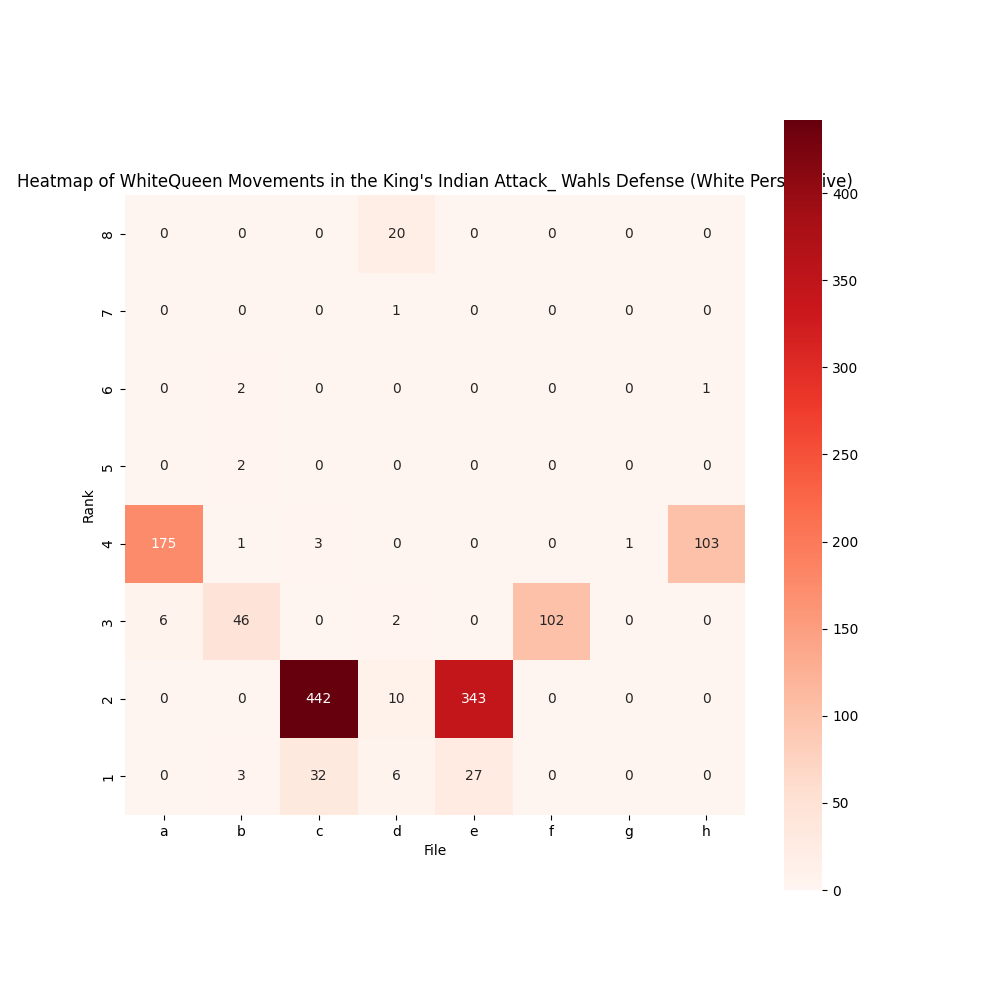 Heatmap of WhiteQueen Movements in the King's Indian Attack_ Wahls Defense (White Perspective)
8 0 0 0 20 0 0 0 0
7 0 0 0 1 0 0 0 0
6 0 2 0 0 0 0 0 1
5 0 2 0 0 0 0 0 0
4 175 1 3 0 0 0 1 103
3 6 46 0 2 0 102 0 0
2 0 0 442 10 343 0 0 0
1 0 3 32 6 27 0 0 0
a b c d e f g h
File
Rank
400
350
300
250
200
150
100
50
0